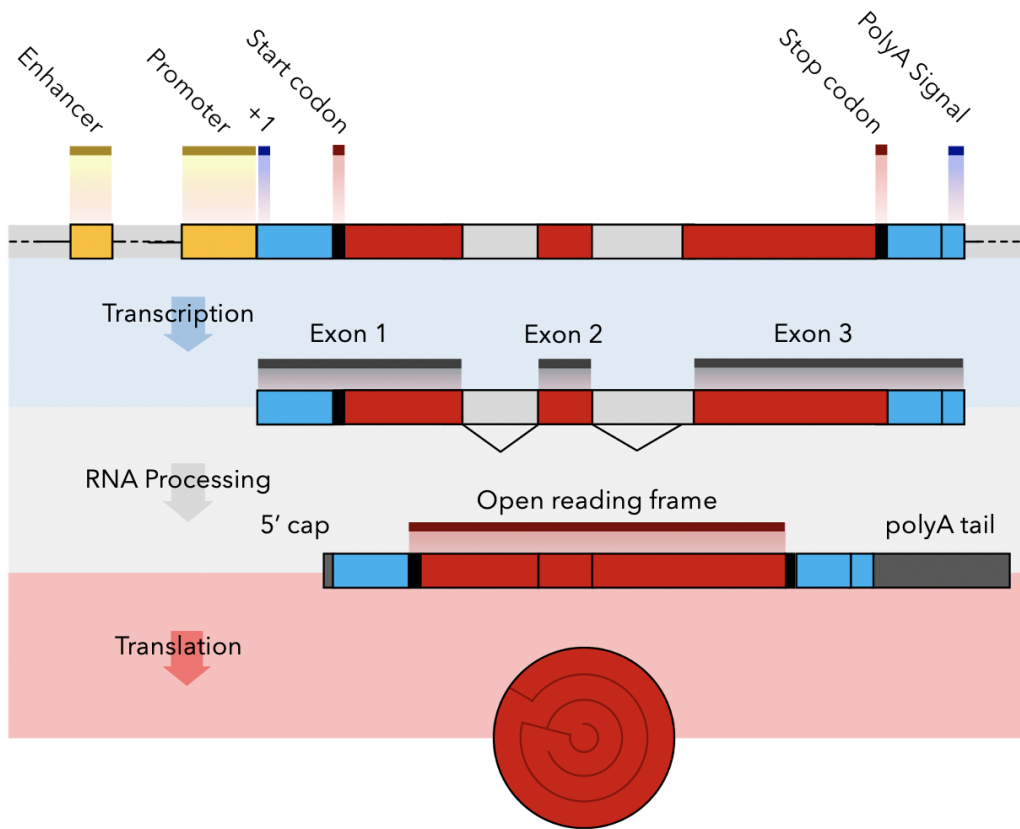 Enhancer
Promoter
+1
Start codon
Stop codon
PolyA Signal
Transcription
Exon 1
Exon 2
Exon 3
RNA Processing
Open reading frame
5’ cap
polyA tail
Translation